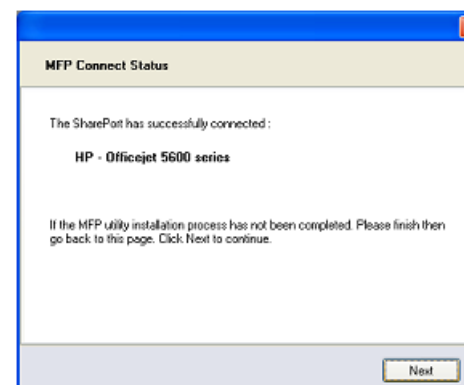 MFP Connect Status
The SharePort has successfully connected :
HP - Officejet 5600 series
If the MFP utility installation process has not been completed. Please finish then
go back to this page. Click Next to continue.
Next